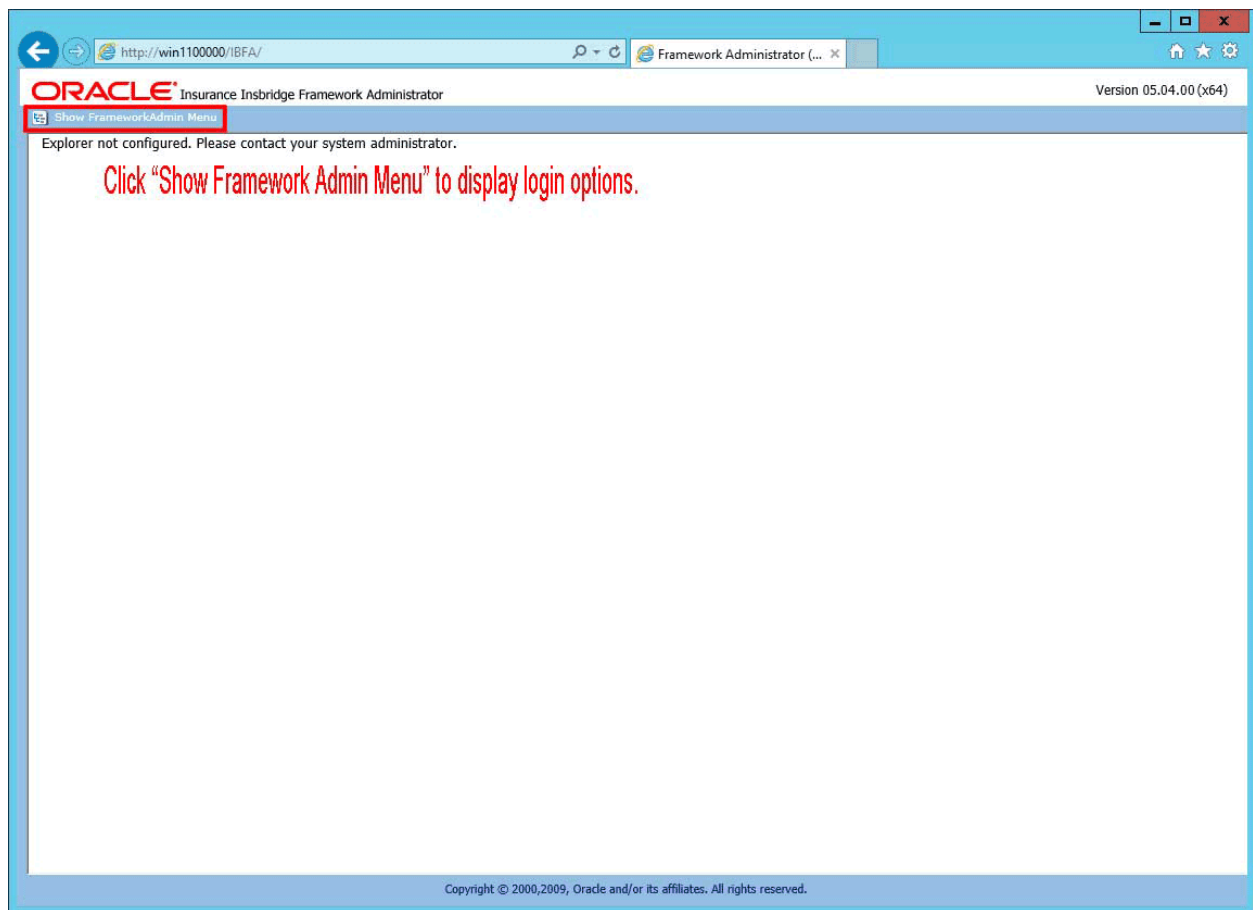 http://win1100000/IBFA/
Framework Administrator (...
ORACLE Insurance Insbridge Framework Administrator
Version 05.04.00 (x64)
Show FrameworkAdmin Menu
Explorer not configured. Please contact your system administrator.
Click “Show Framework Admin Menu” to display login options.
Copyright © 2000,2009, Oracle and/or its affiliates. All rights reserved.